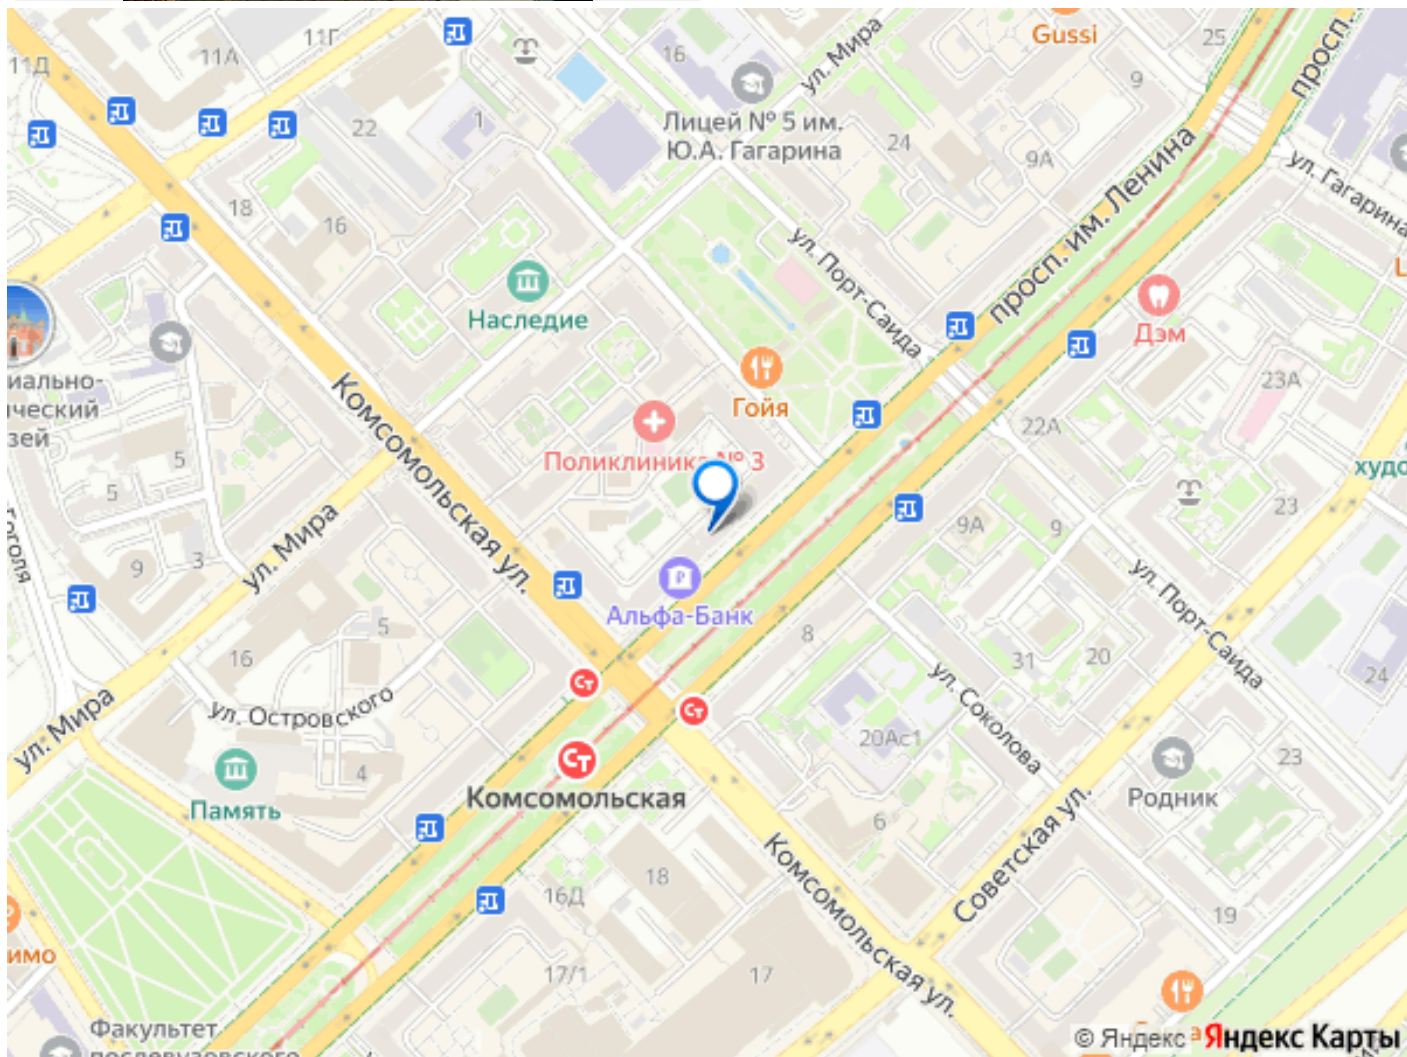 11Г
11А
11Д
16
ул. Мира
Gussi
25
просп.
9
22
1
Лицей № 5 им.
Ю.А. Гагарина
24
9А
просп. им. Ленина
ул. Гагарина
18
16
ул. Порт-Саида
Наследие
Дэм
23А
иально-
ический
зей
Комсомольская ул.
Гойя
22А
Поликлиника № 3
худо
5
5
23
9А
9
гоголя
9
3
ул. Мира
ул. Порт-Саида
Альфа-Банк
Р
5
8
16
31
20
24
ул. Островского
ул. Соколова
ул. Мира
Ст
Ст
Ст
20Ас1
4
23
Комсомольская
Память
Родник
6
Советская ул.
Комсомольская ул.
18
16Д
19
имо
17/1
17
Факультет
послевузовского
© Яндекс Яндекс Карты